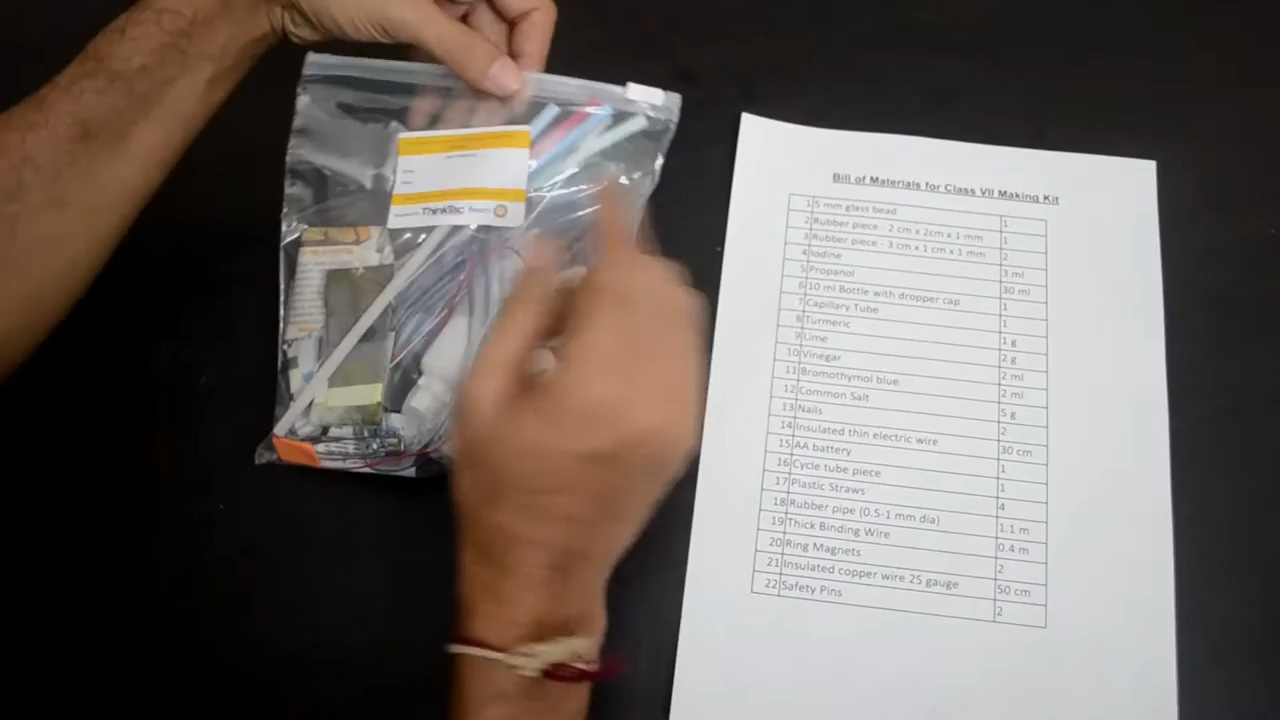 ThinkTac
Bill of Materials for Class VII Making Kit
1 5 mm glass bead 1
2 Rubber piece - 2 cm x 2cm x 1 mm 1
3 Rubber piece - 3 cm x 1 cm x 1 mm 2
4 Iodine 3 ml
5 Propanol 30 ml
6 10 ml Bottle with dropper cap 1
7 Capillary Tube 1
8 Turmeric 1 g
9 Lime 2 g
10 Vinegar 2 ml
11 Bromothymol blue 2 ml
12 Common Salt 5 g
13 Nails 2
14 Insulated thin electric wire 30 cm
15 AA battery 1
16 Cycle tube piece 1
17 Plastic Straws 4
18 Rubber pipe (0.5-1 mm dia) 1.1 m
19 Thick Binding Wire 0.4 m
20 Ring Magnets 2
21 Insulated copper wire 25 gauge 50 cm
22 Safety Pins 2